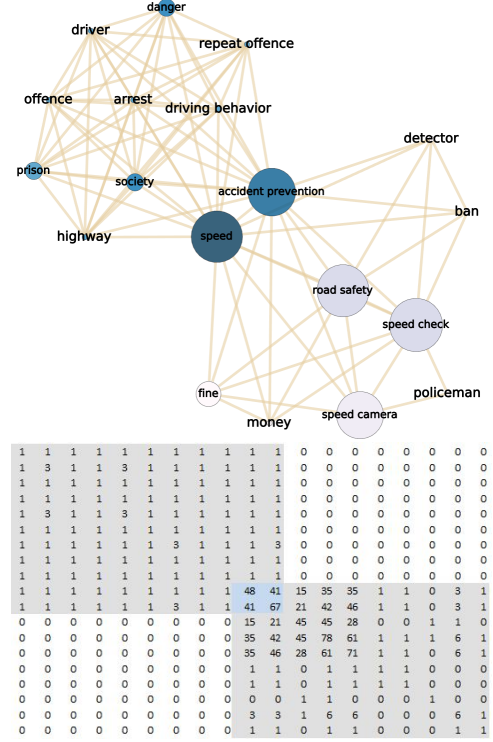 danger
driver
repeat offence
offence arrest driving behavior
detector
prison
society
accident prevention
ban
highway speed
road safety
speed check
fine policeman
money speed camera
1 1 1 1 1 1 1 1 1 1 1 0 0 0 0 0 0 0 0
1 3 1 1 3 1 1 1 1 1 1 0 0 0 0 0 0 0 0
1 1 1 1 1 1 1 1 1 1 1 0 0 0 0 0 0 0 0
1 1 1 1 1 1 1 1 1 1 1 0 0 0 0 0 0 0 0
1 3 1 1 3 1 1 1 1 1 1 0 0 0 0 0 0 0 0
1 1 1 1 1 1 1 1 1 1 1 0 0 0 0 0 0 0 0
1 1 1 1 1 1 3 1 1 1 3 0 0 0 0 0 0 0 0
1 1 1 1 1 1 1 1 1 1 1 0 0 0 0 0 0 0 0
1 1 1 1 1 1 1 1 1 1 1 0 0 0 0 0 0 0 0
1 1 1 1 1 1 1 1 1 48 41 15 35 35 1 1 0 3 1
1 1 1 1 1 1 3 1 1 41 67 21 42 46 1 1 0 3 1
0 0 0 0 0 0 0 0 0 15 21 45 45 28 0 0 1 1 0
0 0 0 0 0 0 0 0 0 35 42 45 78 61 1 1 1 6 1
0 0 0 0 0 0 0 0 0 35 46 28 61 71 1 1 0 6 1
0 0 0 0 0 0 0 0 0 1 1 0 1 1 1 1 0 0 0
0 0 0 0 0 0 0 0 0 1 1 0 1 1 1 1 0 0 0
0 0 0 0 0 0 0 0 0 0 0 1 1 0 0 0 1 0 0
0 0 0 0 0 0 0 0 0 3 3 1 6 6 0 0 0 6 1
0 0 0 0 0 0 0 0 0 1 1 0 1 1 0 0 0 1 1